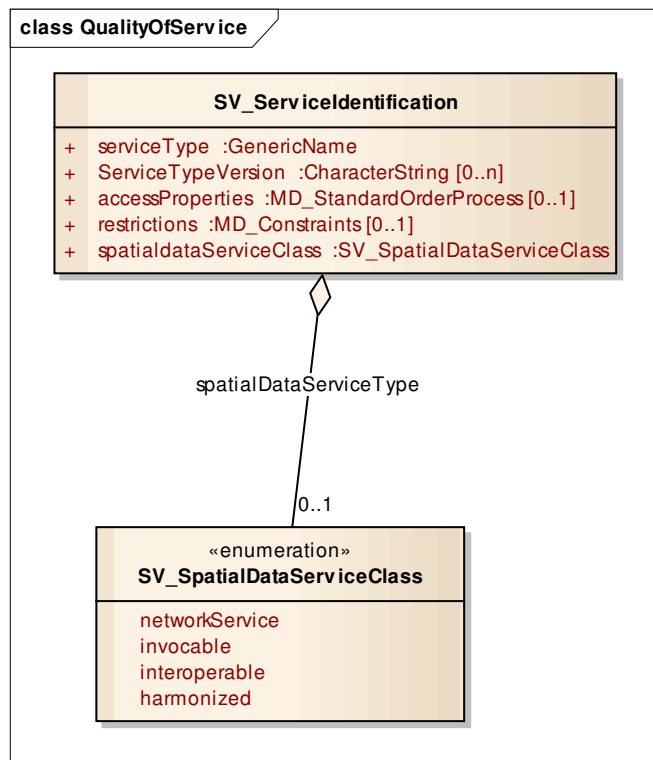 class QualityOfService
SV_ServiceIdentification
+ serviceType :GenericName
+ ServiceTypeVersion :CharacterString [0..n]
+ accessProperties :MD_StandardOrderProcess [0..1]
+ restrictions :MD_Constraints [0..1]
+ spatialdataServiceClass :SV_SpatialDataServiceClass
spatialDataServiceType
0..1
«enumeration»
SV_SpatialDataServiceClass
networkService
invocable
interoperable
harmonized